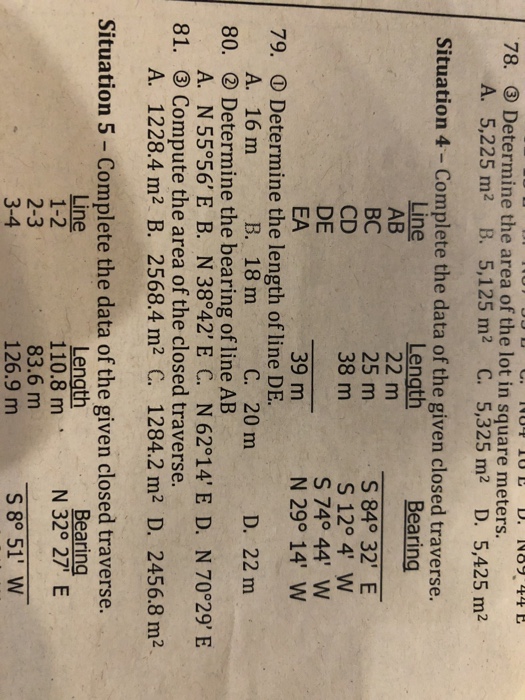 78. ③ Determine the area of the lot in square meters.
A. 5,225 m² B. 5,125 m² C. 5,325 m² D. 5,425 m²
Situation 4 – Complete the data of the given closed traverse.
Line Length Bearing
AB 22 m
BC 25 m S 84° 32' E
CD 38 m S 12° 4' W
DE S 74° 44' W
EA 39 m N 29° 14' W
79. ① Determine the length of line DE.
A. 16 m B. 18 m C. 20 m D. 22 m
80. ② Determine the bearing of line AB
A. N 55°56' E B. N 38°42' E C. N 62°14' E D. N 70°29' E
81. ③ Compute the area of the closed traverse.
A. 1228.4 m² B. 2568.4 m² C. 1284.2 m² D. 2456.8 m²
Situation 5 – Complete the data of the given closed traverse.
Line Length Bearing
1-2 110.8 m N 32° 27' E
2-3 83.6 m
3-4 126.9 m S 8° 51' W